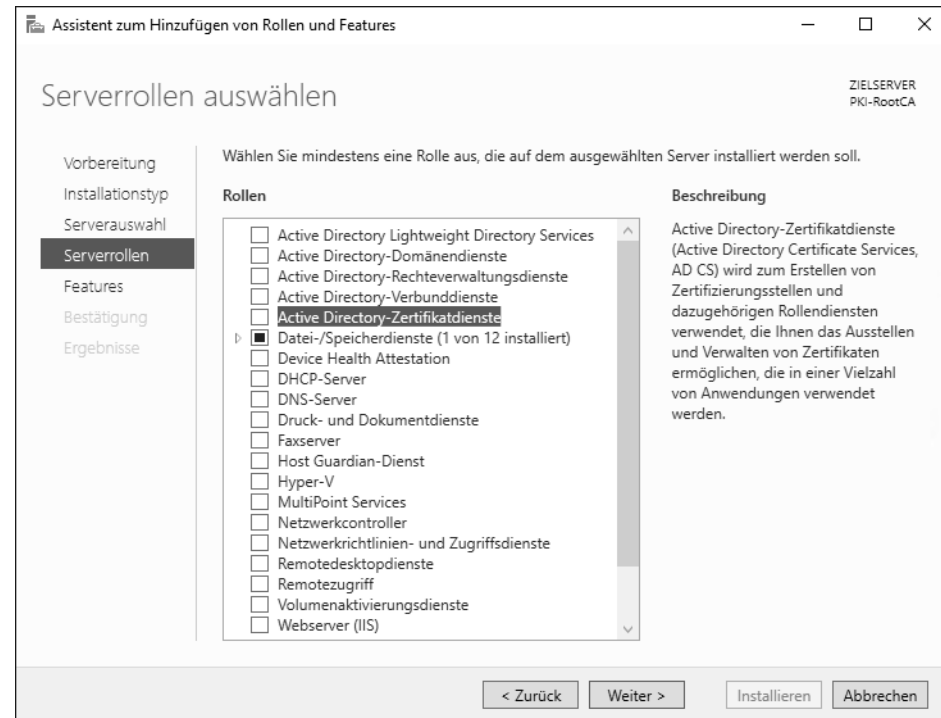 Assistent zum Hinzufügen von Rollen und Features
Serverrollen auswählen
ZIELSERVER
PKI-RootCA
Vorbereitung
Installationstyp
Serverauswahl
Serverrollen
Features
Bestätigung
Ergebnisse
Wählen Sie mindestens eine Rolle aus, die auf dem ausgewählten Server installiert werden soll.
Rollen
Active Directory Lightweight Directory Services
Active Directory-Domänendienste
Active Directory-Rechteverwaltungsdienste
Active Directory-Verbunddienste
Active Directory-Zertifikatdienste
Datei-/Speicherdienste (1 von 12 installiert)
Device Health Attestation
DHCP-Server
DNS-Server
Druck- und Dokumentdienste
Faxserver
Host Guardian-Dienst
Hyper-V
MultiPoint Services
Netzwerkcontroller
Netzwerkrichtlinien- und Zugriffsdienste
Remotedesktopdienste
Remotezugriff
Volumenaktivierungsdienste
Webserver (IIS)
Beschreibung
Active Directory-Zertifikatdienste
(Active Directory Certificate Services,
AD CS) wird zum Erstellen von
Zertifizierungsstellen und
dazugehörigen Rollendiensten
verwendet, die Ihnen das Ausstellen
und Verwalten von Zertifikaten
ermöglichen, die in einer Vielzahl
von Anwendungen verwendet
werden.
< Zurück
Weiter >
Installieren
Abbrechen